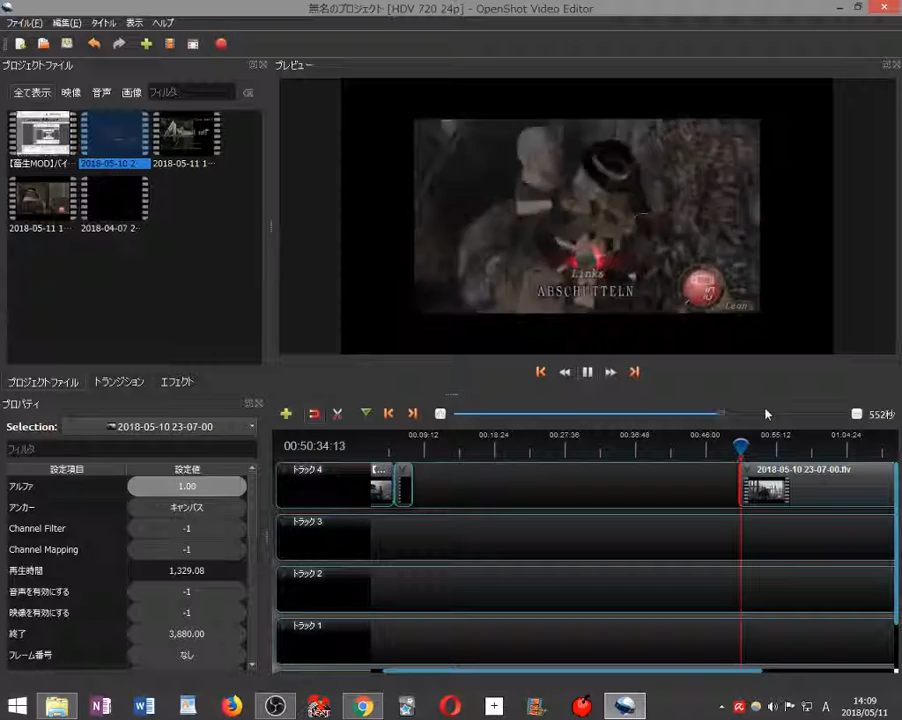 無名のプロジェクト [HDV 720 24p] - OpenShot Video Editor
ファイル(F) 編集(E) タイトル 表示 ヘルプ
プロジェクトファイル
プレビュー
全て表示 映像 音声 画像 フィルタ
【畜生MOD】バイ… 2018-05-10 2… 2018-05-11 1…
2018-05-11 1… 2018-04-07 2…
Links
ABSCHÜTTELN
Leon
プロジェクトファイル トランジション エフェクト
プロパティ
Selection: 2018-05-10 23-07-00
フィルタ
552秒
00:50:34:13
00:09:12 00:18:24 00:27:36 00:38:48 00:48:00 00:55:12 01:04:24
設定項目 設定値
アルファ 1.00
アンカー キャンバス
Channel Filter -1
Channel Mapping -1
再生時間 1,329.08
音声を有効にする -1
映像を有効にする -1
終了 3,880.00
フレーム番号 なし
トラック 4
【...
2018-05-10 23-07-00.flv
トラック 3
トラック 2
トラック 1
A
14:09
2018/05/11